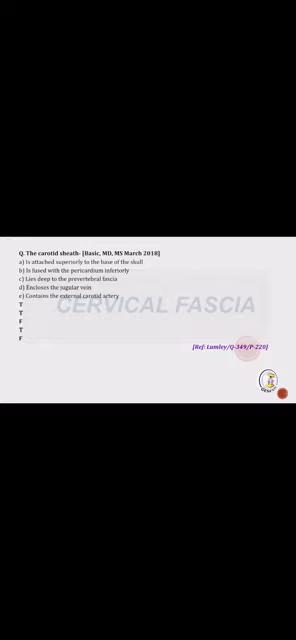 Q. The carotid sheath- [Basic, MD, MS March 2018]
a) Is attached superiorly to the base of the skull
b) Is fused with the pericardium inferiorly
c) Lies deep to the prevertebral fascia
d) Encloses the jugular vein
e) Contains the external carotid artery
CERVICAL FASCIA
T
T
F
T
F
[Ref: Lumley/Q-349/P-220]